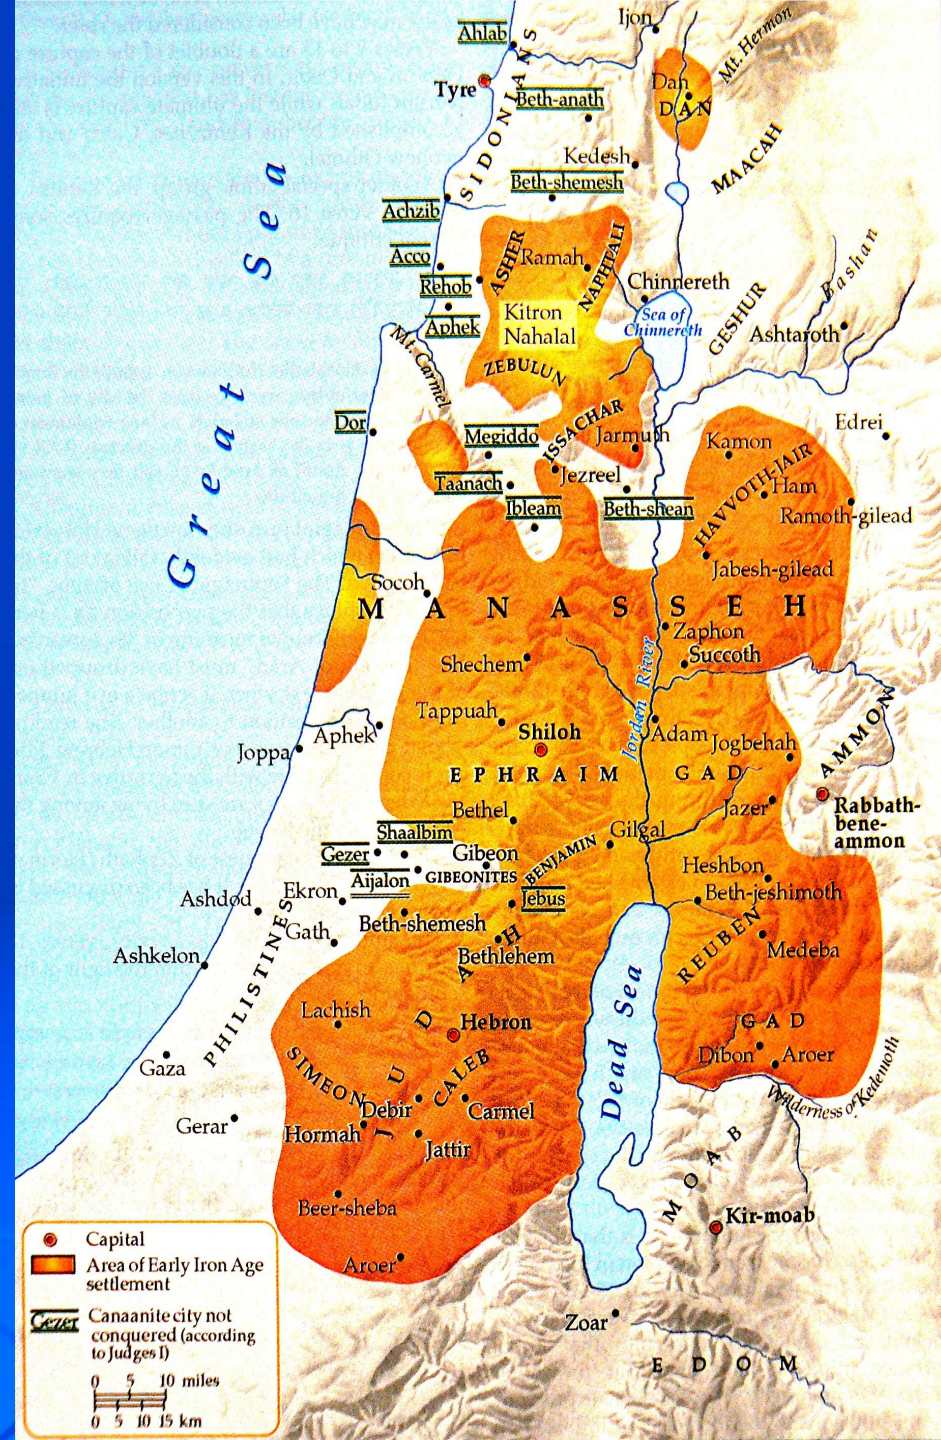 Ijon
Ahlab
Mt. Hermon
Dan
DAN
Tyre
Beth-anath
SIDONIANS
Kedesh
MAACAH
Beth-shemesh
Achzib
Great Sea
ASHER
NAPHTALI
Acco
Ramah
Bashan
Rehob
Chinnereth
Kitron
Nahalal
Sea of
Chinnereth
GESHUR
Aphek
Ashtaroth
Mt. Carmel
ZEBULUN
Dor
Megiddo
ISSACHAR
Jarmuth
Kamon
Edrei
HAVVOTH-JAIR
Taanach
Jezreel
Ham
Ibleam
Beth-shean
Ramoth-gilead
Jabesh-gilead
Socoh
MANASSEH
Zaphon
Succoth
Shechem
Jordan River
Tappuah
Aphek
Shiloh
Adam
Jogbehah
AMMON
Joppa
EPHRAIM
GAD
Jazer
Rabbath-
bene-
ammon
Bethel
Shaalbim
Gilgal
Gezer
Gibeon
BENJAMIN
Aijalon
GIBEONITES
Heshbon
Ashdod
Ekron
Jebus
Beth-jeshimoth
Beth-shemesh
Gath
REUBEN
Medeba
Ashkelon
Bethlehem
PHILISTINES
JUDAH
Dead Sea
Lachish
Hebron
GAD
Dibon
Aroer
Gaza
SIMEON
CALEB
Wilderness of Kedemoth
Debir
Carmel
Gerar
Hormah
Jattir
MOAB
Beer-sheba
Kir-moab
Aroer
Zoar
EDOM
Capital
Area of Early Iron Age
settlement
Gezer
Canaanite city not
conquered (according
to Judges I)
0 5 10 miles
0 5 10 15 km